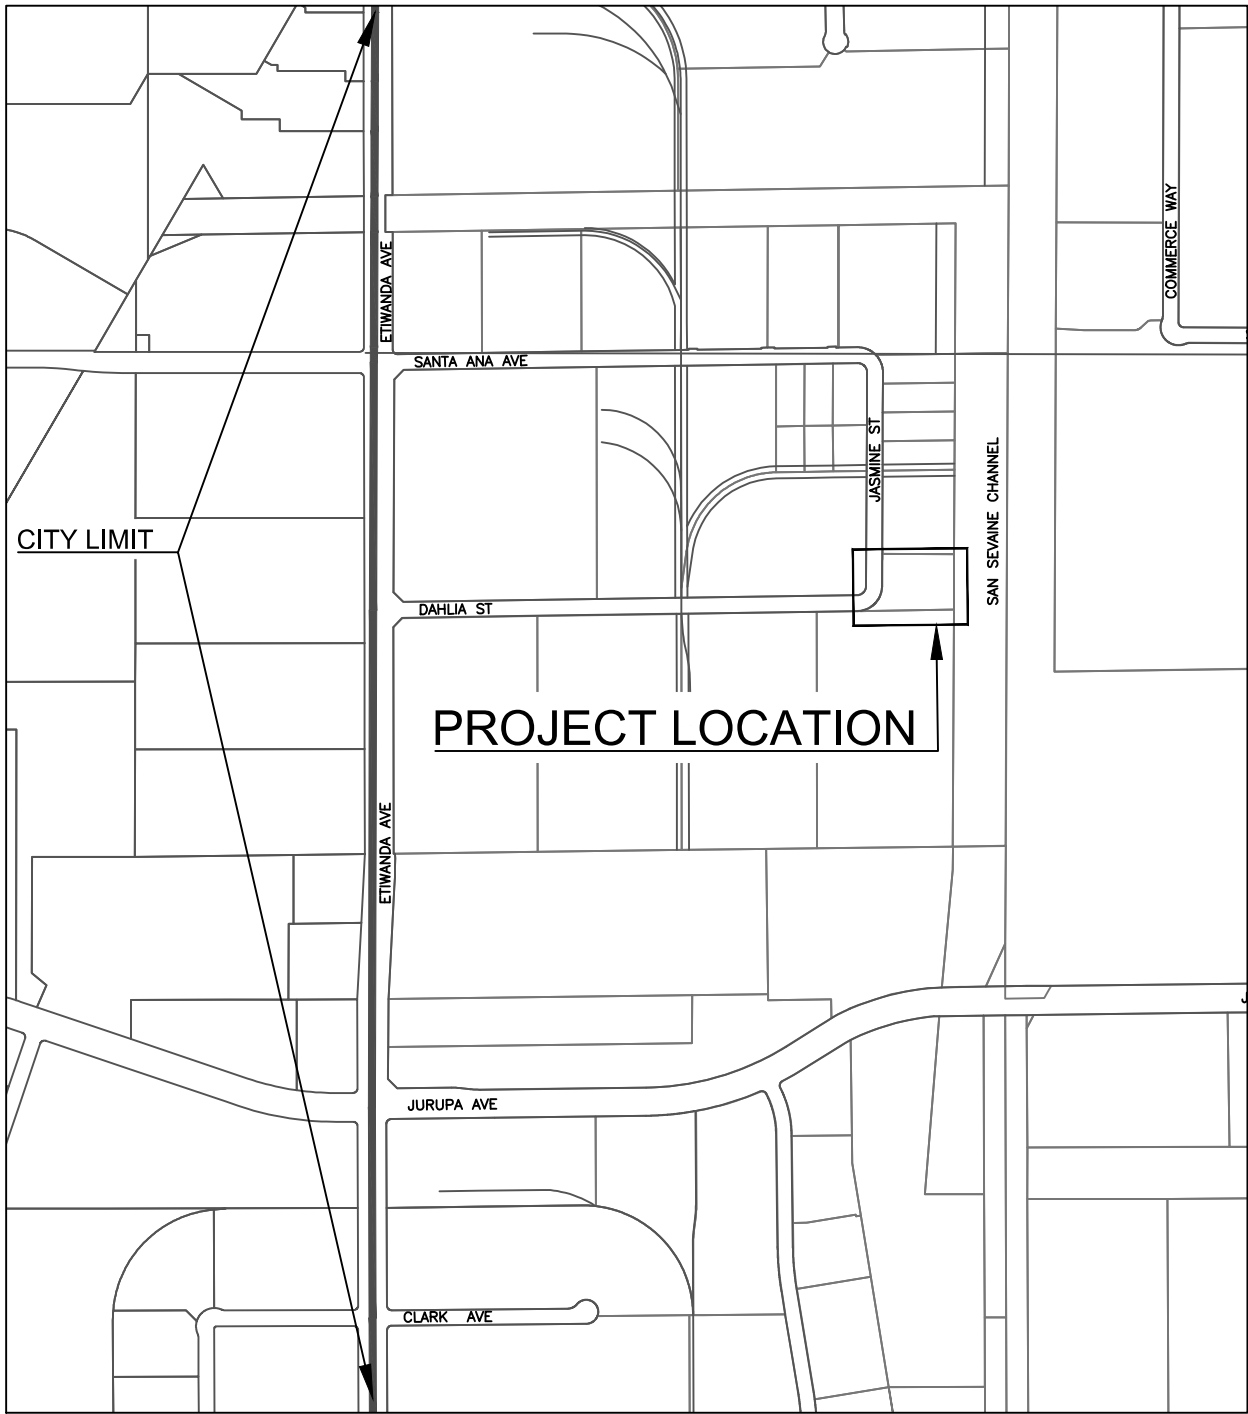 COMMERCE WAY
ETIWANDA AVE
SANTA ANA AVE
JASMINE ST
SAN SEVAINE CHANNEL
CITY LIMIT
DAHLIA ST
PROJECT LOCATION
ETIWANDA AVE
JURUPA AVE
CLARK AVE